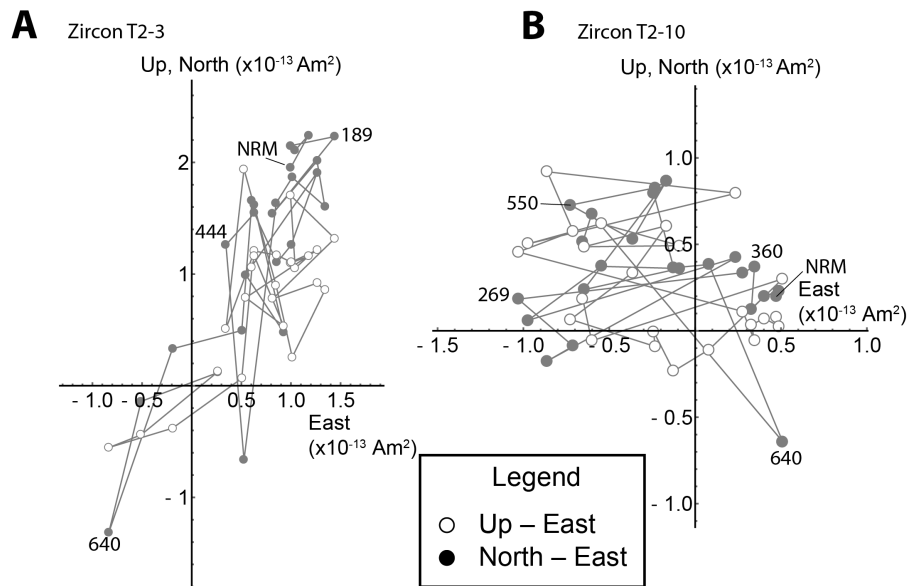 A Zircon T2-3
Up, North (x10⁻¹³ Am²)
NRM
189
2
444
1
- 1.0 - 0.5 0.5 1.0 1.5
East
(x10⁻¹³ Am²)
- 1
640
B Zircon T2-10
Up, North (x10⁻¹³ Am²)
1.0
550
0.5
360
NRM
269
East
(x10⁻¹³ Am²)
- 1.5 - 1.0 - 0.5 0.5 1.0
- 0.5
640
- 1.0
Legend
Up – East
North – East